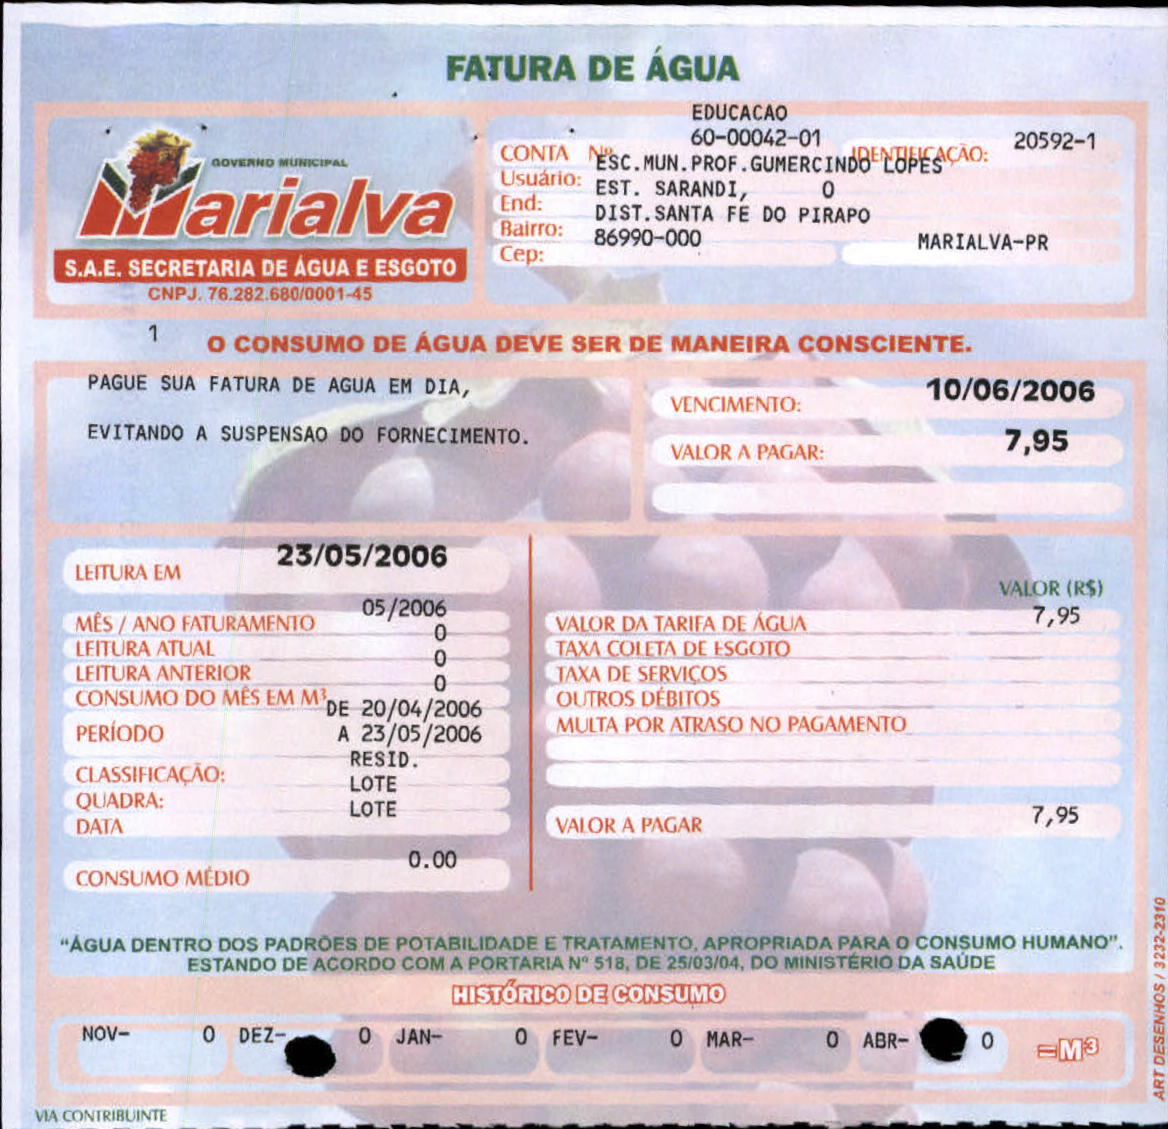 FATURA DE ÁGUA
GOVERNO MUNICIPAL
Marialva
S.A.E. SECRETARIA DE ÁGUA E ESGOTO
CNPJ. 76.282.680/0001-45
EDUCACAO
CONTA Nº 60-00042-01 IDENTIFICAÇÃO: 20592-1
Usuário: ESC.MUN.PROF.GUMERCINDO LOPES
End: EST. SARANDI, 0
Bairro: DIST.SANTA FE DO PIRAPO
Cep: 86990-000 MARIALVA-PR
1
O CONSUMO DE ÁGUA DEVE SER DE MANEIRA CONSCIENTE.
PAGUE SUA FATURA DE AGUA EM DIA,
EVITANDO A SUSPENSAO DO FORNECIMENTO.
VENCIMENTO: 10/06/2006
VALOR A PAGAR: 7,95
LEITURA EM 23/05/2006
MÊS / ANO FATURAMENTO 05/2006
LEITURA ATUAL 0
LEITURA ANTERIOR 0
CONSUMO DO MÊS EM M³ 0
PERÍODO DE 20/04/2006
A 23/05/2006
CLASSIFICAÇÃO: RESID.
QUADRA: LOTE
DATA LOTE
CONSUMO MÉDIO 0.00
VALOR (R$)
VALOR DA TARIFA DE ÁGUA 7,95
TAXA COLETA DE ESGOTO
TAXA DE SERVIÇOS
OUTROS DÉBITOS
MULTA POR ATRASO NO PAGAMENTO
VALOR A PAGAR 7,95
"ÁGUA DENTRO DOS PADRÕES DE POTABILIDADE E TRATAMENTO, APROPRIADA PARA O CONSUMO HUMANO".
ESTANDO DE ACORDO COM A PORTARIA Nº 518, DE 25/03/04, DO MINISTÉRIO DA SAÚDE
HISTÓRICO DE CONSUMO
NOV- 0 DEZ- 0 JAN- 0 FEV- 0 MAR- 0 ABR- 0 =M³
VIA CONTRIBUINTE
ART DESENHOS / 3232-2310